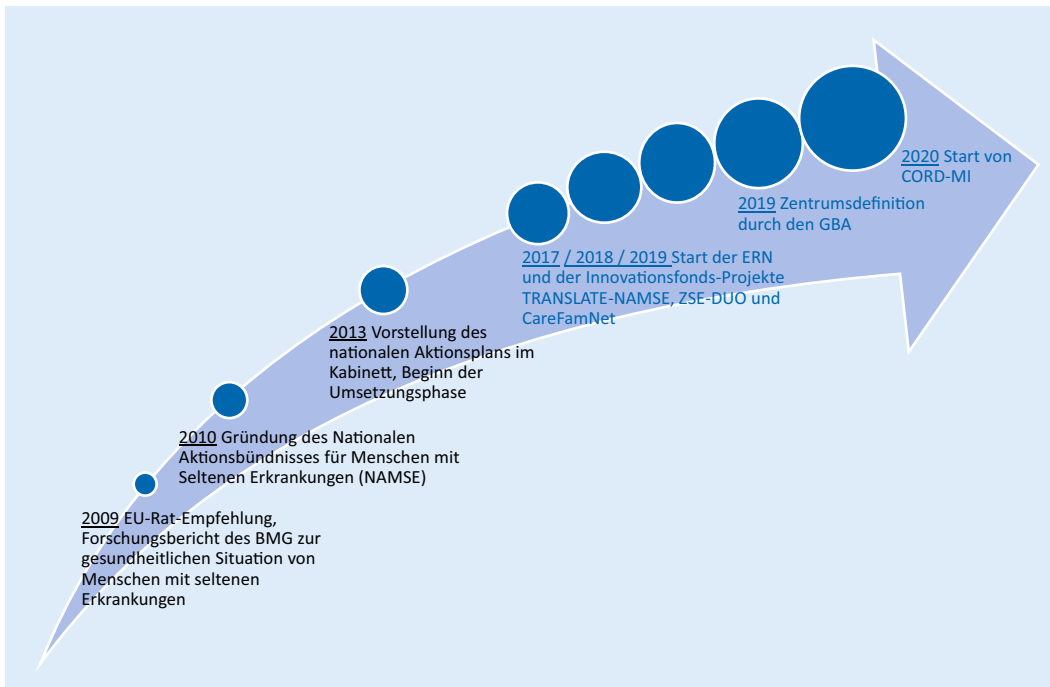 2009 EU-Rat-Empfehlung,
Forschungsbericht des BMG zur
gesundheitlichen Situation von
Menschen mit seltenen
Erkrankungen
2010 Gründung des Nationalen
Aktionsbündnisses für Menschen mit
Seltenen Erkrankungen (NAMSE)
2013 Vorstellung des
nationalen Aktionsplans im
Kabinett, Beginn der
Umsetzungsphase
2017 / 2018 / 2019 Start der ERN
und der Innovationsfonds-Projekte
TRANSLATE-NAMSE, ZSE-DUO und
CareFamNet
2019 Zentrumsdefinition
durch den GBA
2020 Start von
CORD-MI